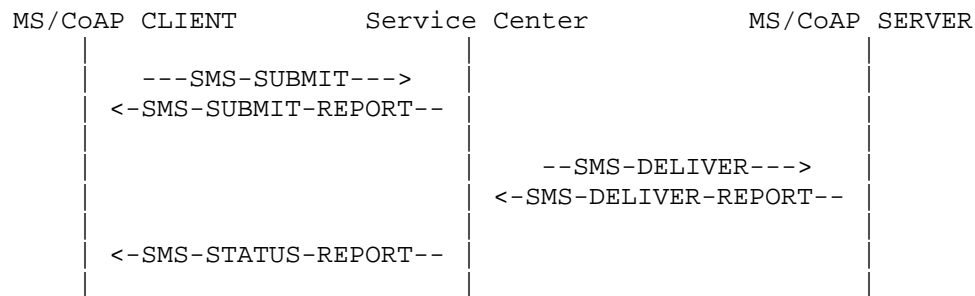 MS/CoAP CLIENT Service Center MS/CoAP SERVER
---SMS-SUBMIT--->
<-SMS-SUBMIT-REPORT--
--SMS-DELIVER--->
<-SMS-DELIVER-REPORT--
<-SMS-STATUS-REPORT--